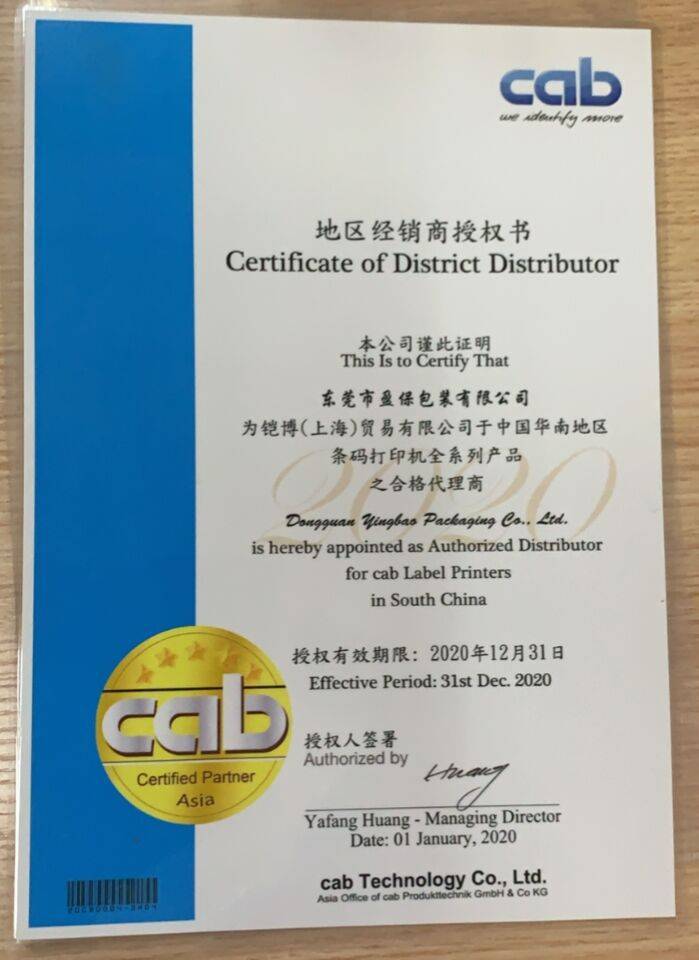 cab
we identify more
地区经销商授权书
Certificate of District Distributor
本公司谨此证明
This Is to Certify That
东莞市盈保包装有限公司
为铠博(上海)贸易有限公司于中国华南地区
条码打印机全系列产品
之合格代理商
2020
Dongguan Yingbao Packaging Co., Ltd.
is hereby appointed as Authorized Distributor
for cab Label Printers
in South China
授权有效期限: 2020年12月31日
Effective Period: 31st Dec. 2020
cab
Certified Partner
Asia
授权人签署
Authorized by
Huang
Yafang Huang - Managing Director
Date: 01 January, 2020
cab Technology Co., Ltd.
Asia Office of cab Produkttechnik GmbH & Co KG